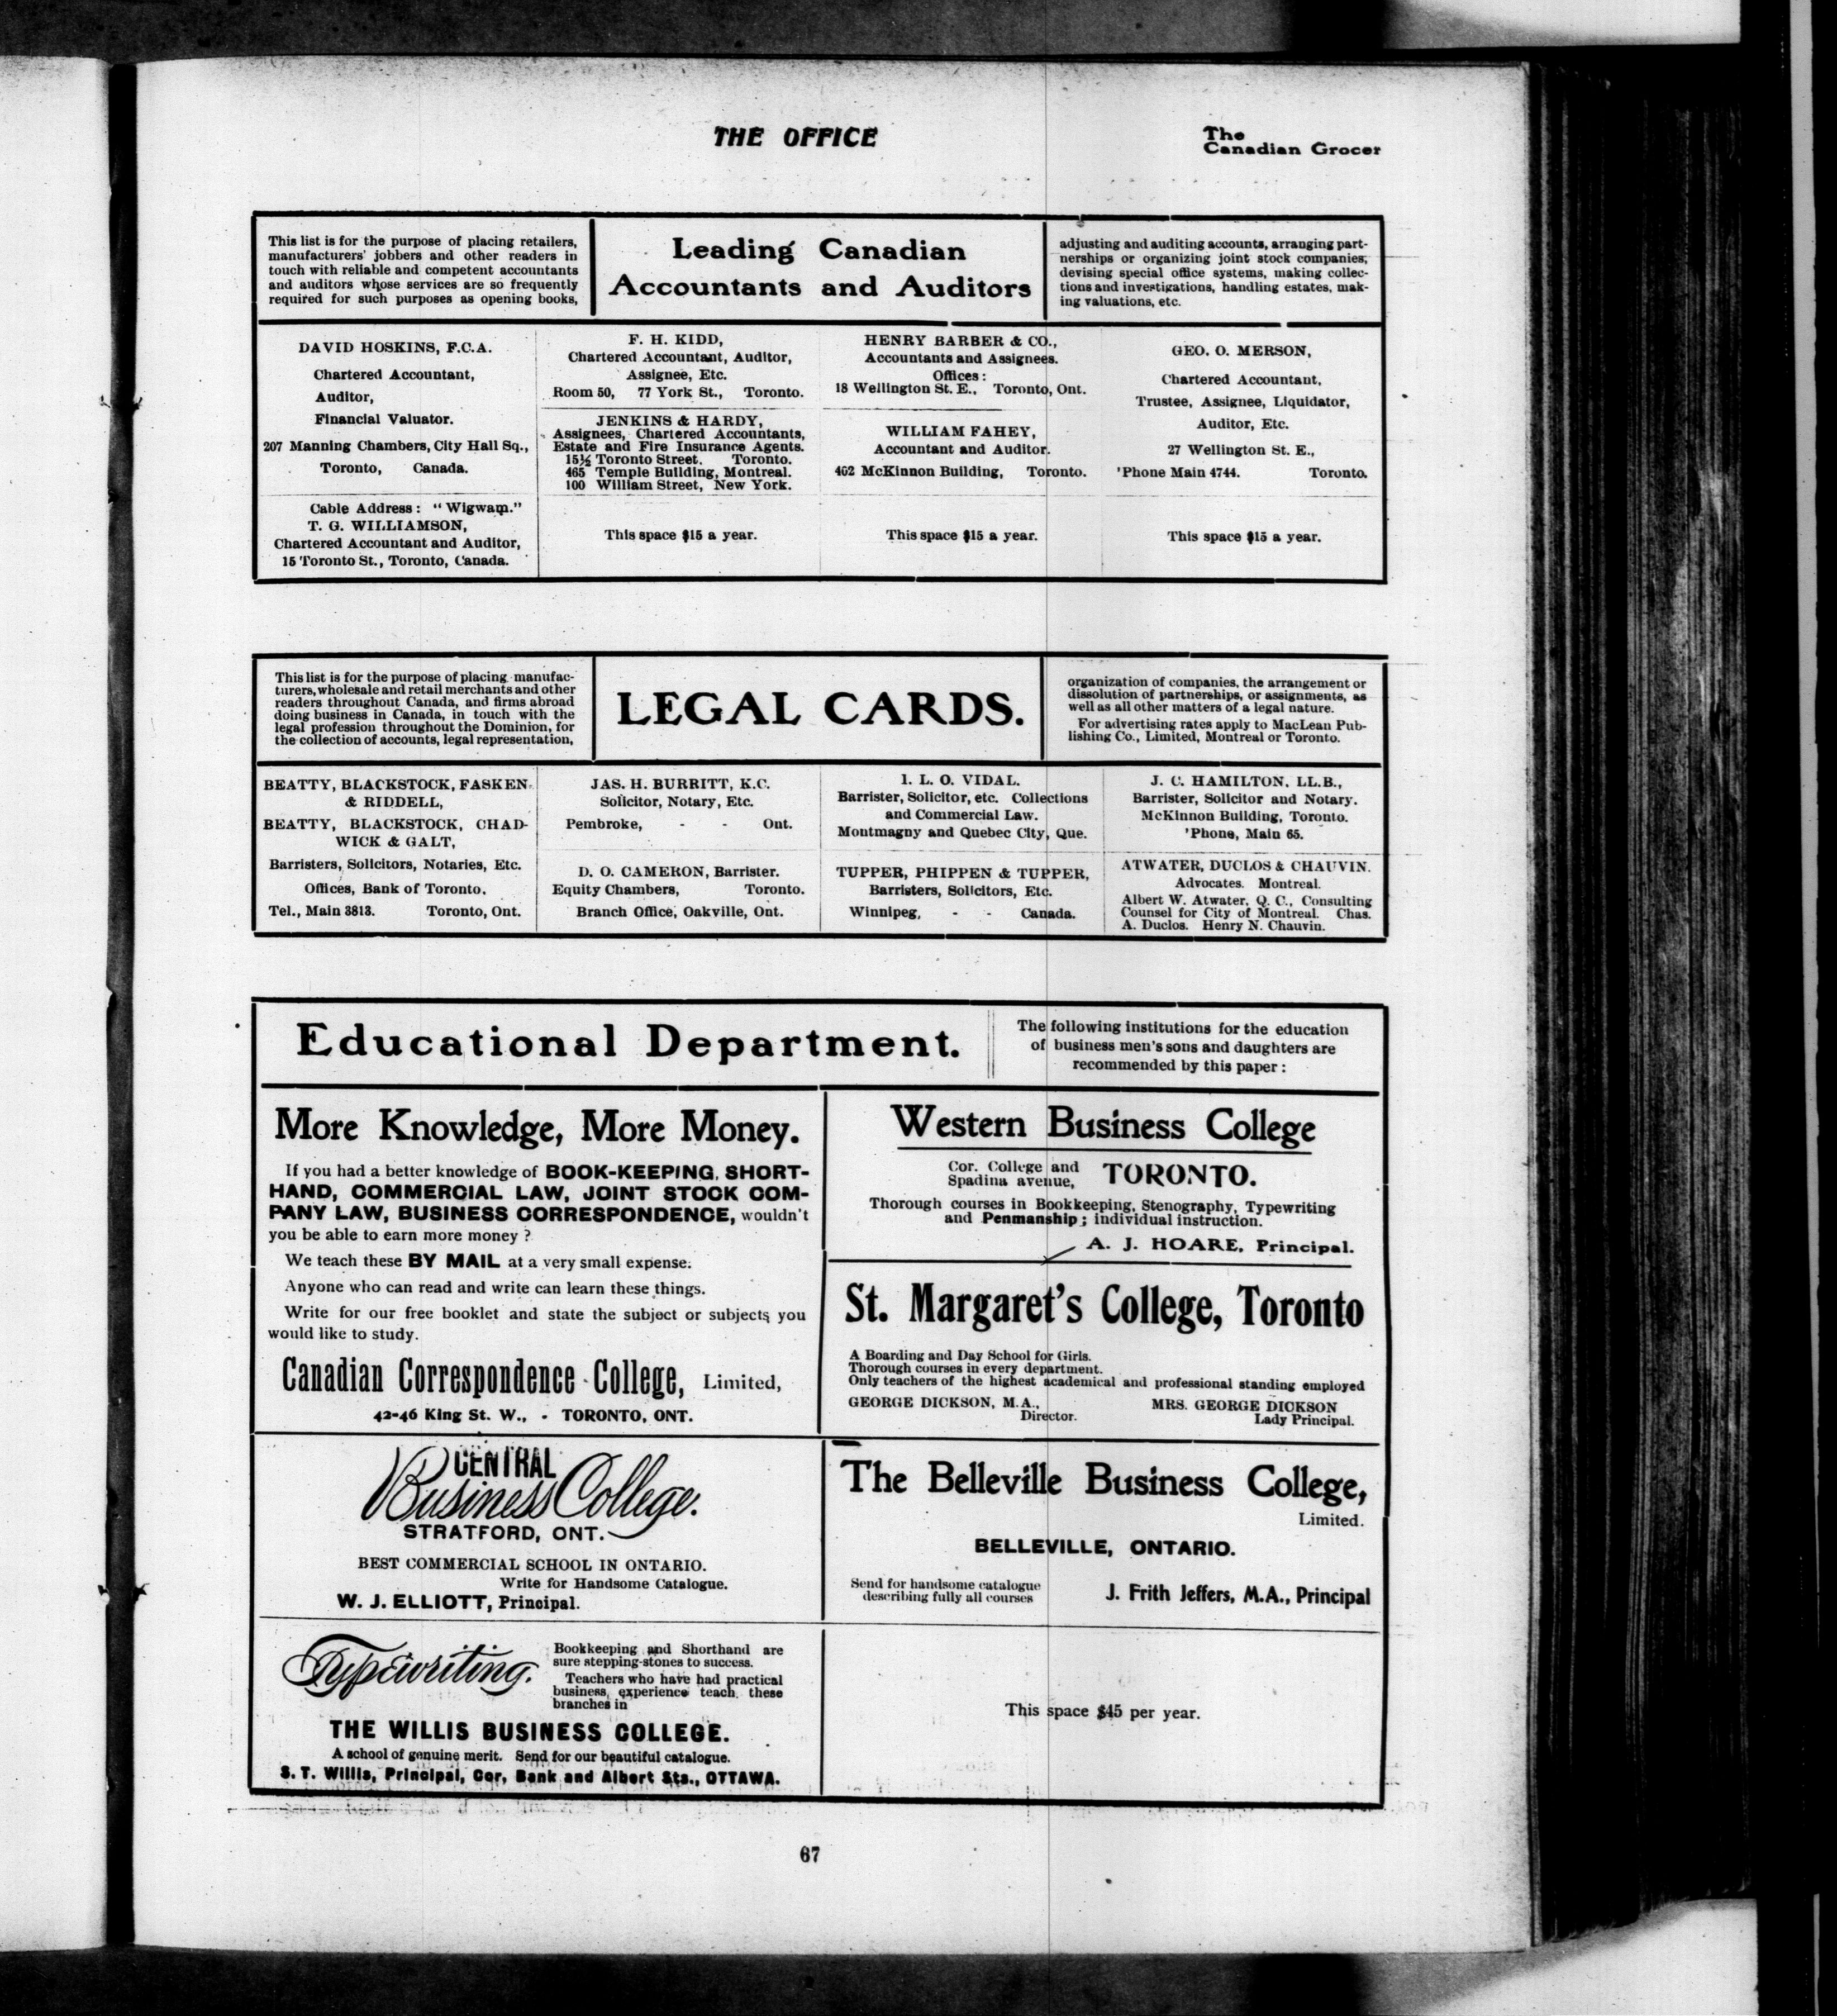 THE OFFICE
The
Canadian Grocer
This list is for the purpose of placing retailers,
manufacturers' jobbers and other readers in
touch with reliable and competent accountants
and auditors whose services are so frequently
required for such purposes as opening books,
Leading Canadian
Accountants and Auditors
adjusting and auditing accounts, arranging part-
nerships or organizing joint stock companies,
devising special office systems, making collec-
tions and investigations, handling estates, mak-
ing valuations, etc.
DAVID HOSKINS, F.C.A.
Chartered Accountant,
Auditor,
Financial Valuator.
207 Manning Chambers, City Hall Sq.,
Toronto, Canada.
Cable Address: "Wigwam."
T. G. WILLIAMSON,
Chartered Accountant and Auditor,
15 Toronto St., Toronto, Canada.
F. H. KIDD,
Chartered Accountant, Auditor,
Assignee, Etc.
Room 50, 77 York St., Toronto.
JENKINS & HARDY,
Assignees, Chartered Accountants,
Estate and Fire Insurance Agents.
15½ Toronto Street. Toronto.
465 Temple Building, Montreal.
100 William Street, New York.
This space $15 a year.
HENRY BARBER & CO.,
Accountants and Assignees.
Offices:
18 Wellington St. E., Toronto, Ont.
WILLIAM FAHEY,
Accountant and Auditor.
402 McKinnon Building, Toronto.
This space $15 a year.
GEO. O. MERSON,
Chartered Accountant,
Trustee, Assignee, Liquidator,
Auditor, Etc.
27 Wellington St. E.,
'Phone Main 4744. Toronto.
This space $15 a year.
This list is for the purpose of placing manufac-
turers, wholesale and retail merchants and other
readers throughout Canada, and firms abroad
doing business in Canada, in touch with the
legal profession throughout the Dominion, for
the collection of accounts, legal representation,
LEGAL CARDS.
organization of companies, the arrangement or
dissolution of partnerships, or assignments, as
well as all other matters of a legal nature.
For advertising rates apply to MacLean Pub-
lishing Co., Limited, Montreal or Toronto.
BEATTY, BLACKSTOCK, FASKEN
& RIDDELL,
BEATTY, BLACKSTOCK, CHAD-
WICK & GALT,
Barristers, Solicitors, Notaries, Etc.
Offices, Bank of Toronto.
Tel., Main 3813. Toronto, Ont.
JAS. H. BURRITT, K.C.
Solicitor, Notary, Etc.
Pembroke, - - Ont.
D. O. CAMERON, Barrister.
Equity Chambers, Toronto.
Branch Office, Oakville, Ont.
I. L. O. VIDAL.
Barrister, Solicitor, etc. Collections
and Commercial Law.
Montmagny and Quebec City, Que.
TUPPER, PHIPPEN & TUPPER,
Barristers, Solicitors, Etc.
Winnipeg, - - Canada.
J. C. HAMILTON, LL.B.,
Barrister, Solicitor and Notary.
McKinnon Building, Toronto.
'Phone, Main 65.
ATWATER, DUCLOS & CHAUVIN.
Advocates. Montreal.
Albert W. Atwater, Q. C., Consulting
Counsel for City of Montreal. Chas.
A. Duclos. Henry N. Chauvin.
Educational Department.
The following institutions for the education
of business men's sons and daughters are
recommended by this paper:
More Knowledge, More Money.
If you had a better knowledge of BOOK-KEEPING, SHORT-
HAND, COMMERCIAL LAW, JOINT STOCK COM-
PANY LAW, BUSINESS CORRESPONDENCE, wouldn't
you be able to earn more money?
We teach these BY MAIL at a very small expense.
Anyone who can read and write can learn these things.
Write for our free booklet and state the subject or subjects you
would like to study.
Canadian Correspondence College, Limited,
42-46 King St. W., - TORONTO, ONT.
Western Business College
Cor. College and
Spadina avenue, TORONTO.
Thorough courses in Bookkeeping, Stenography, Typewriting
and Penmanship; individual instruction.
A. J. HOARE, Principal.
St. Margaret's College, Toronto
A Boarding and Day School for Girls.
Thorough courses in every department.
Only teachers of the highest academical and professional standing employed
GEORGE DICKSON, M.A.,
Director.
MRS. GEORGE DICKSON
Lady Principal.
CENTRAL
Business College.
STRATFORD, ONT.
BEST COMMERCIAL SCHOOL IN ONTARIO.
Write for Handsome Catalogue.
W. J. ELLIOTT, Principal.
The Belleville Business College,
Limited.
BELLEVILLE, ONTARIO.
Send for handsome catalogue
describing fully all courses
J. Frith Jeffers, M.A., Principal
Typewriting.
Bookkeeping and Shorthand are
sure stepping-stones to success.
Teachers who have had practical
business experience teach these
branches in
THE WILLIS BUSINESS COLLEGE.
A school of genuine merit. Send for our beautiful catalogue.
S. T. Willis, Principal, Cor, Bank and Albert Sts., OTTAWA.
This space $45 per year.
67